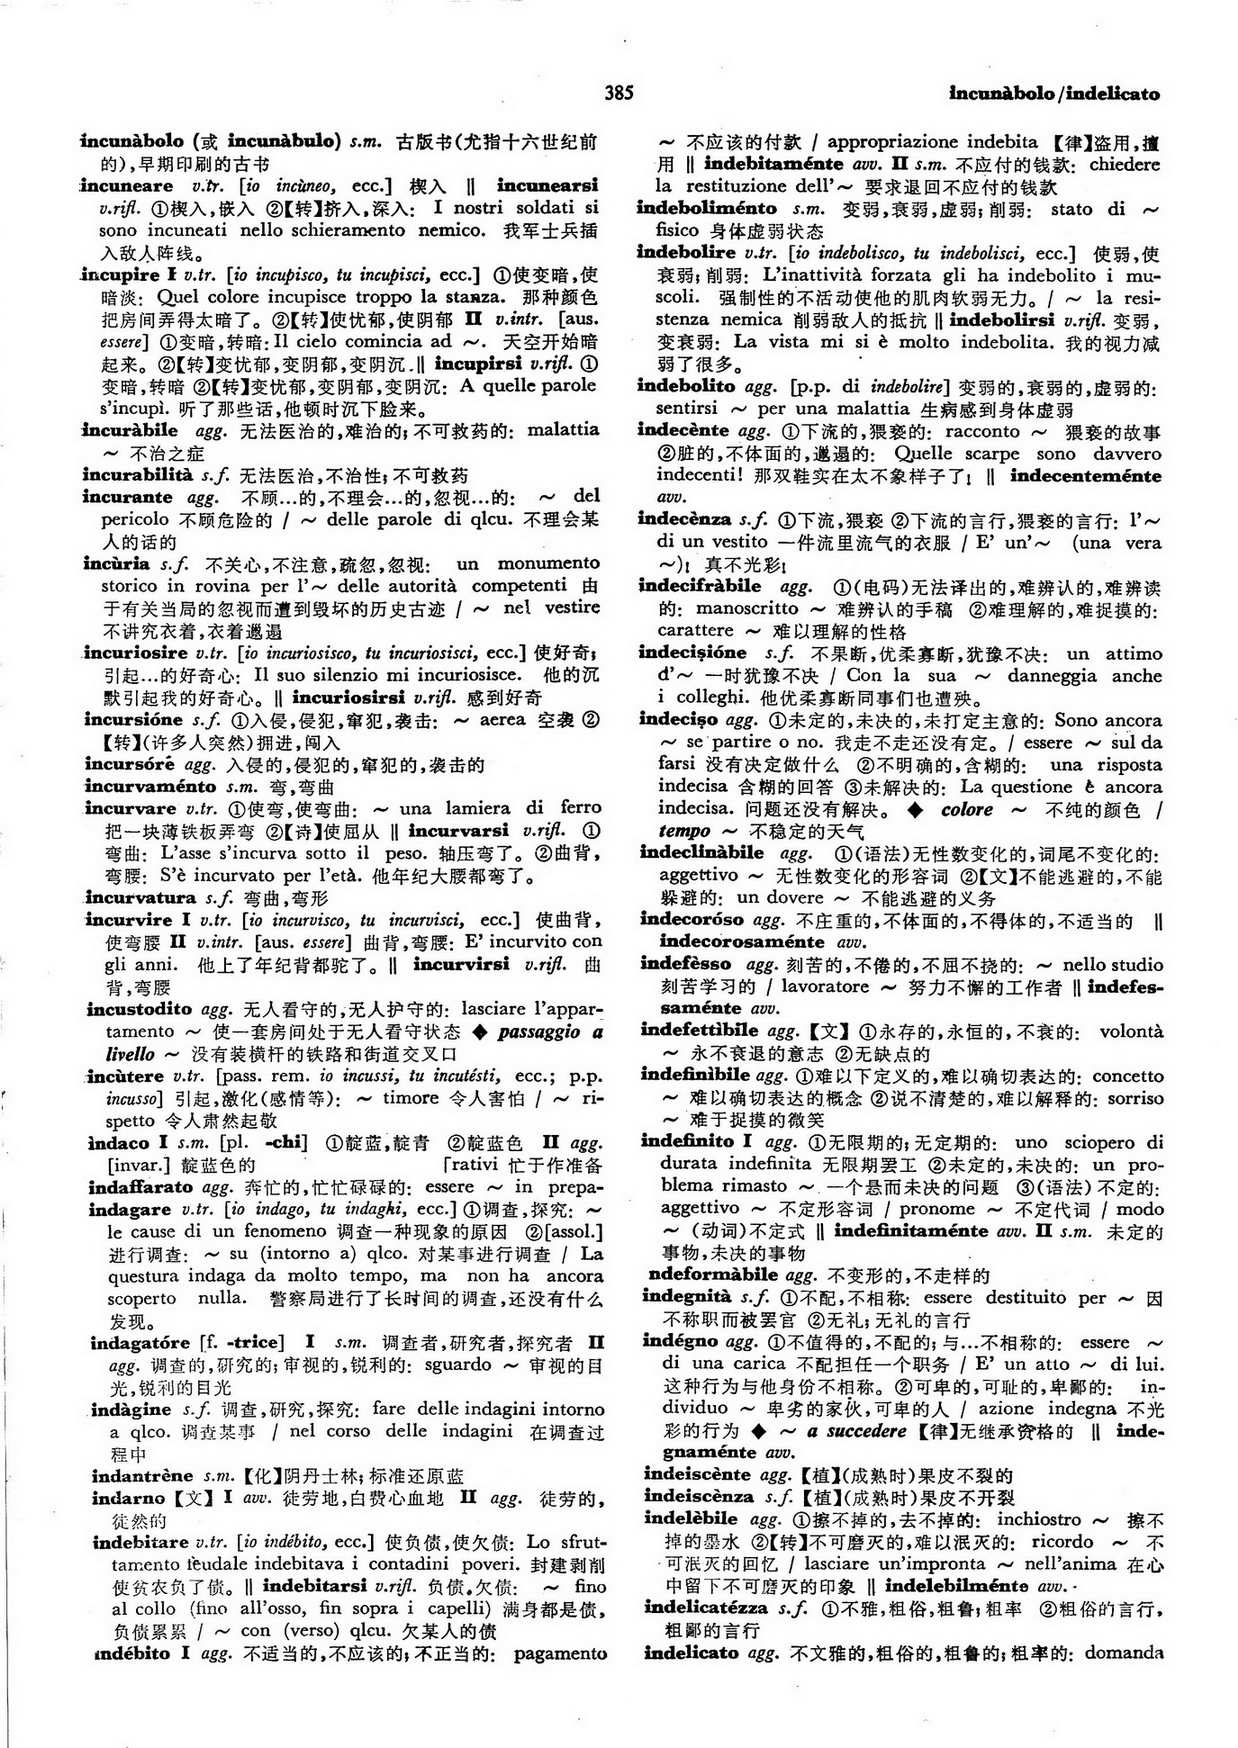 385
incunàbolo/indelicato
incunàbolo (或 incunàbulo) s.m. 古版书(尤指十六世纪前
的),早期印刷的古书
incuneare v.tr. [io incùneo, ecc.] 楔入 ‖ incunearsi
v.rifl. ①楔入,嵌入 ②【转】挤入,深入: I nostri soldati si
sono incuneati nello schieramento nemico. 我军士兵插
入敌人阵线。
incupire I v.tr. [io incupisco, tu incupisci, ecc.] ①使变暗,使
暗淡: Quel colore incupisce troppo la stanza. 那种颜色
把房间弄得太暗了。②【转】使忧郁,使阴郁 II v.intr. [aus.
essere] ①变暗,转暗: Il cielo comincia ad ～. 天空开始暗
起来。②【转】变忧郁,变阴郁,变阴沉.‖ incupirsi v.rifl. ①
变暗,转暗 ②【转】变忧郁,变阴郁,变阴沉: A quelle parole
s'incupì. 听了那些话,他顿时沉下脸来。
incuràbile agg. 无法医治的,难治的; 不可救药的: malattia
～ 不治之症
incurabilità s.f. 无法医治,不治性; 不可救药
incurante agg. 不顾…的,不理会…的,忽视…的: ～ del
pericolo 不顾危险的 / ～ delle parole di qlcu. 不理会某
人的话的
incùria s.f. 不关心,不注意,疏忽,忽视: un monumento
storico in rovina per l'～ delle autorità competenti 由
于有关当局的忽视而遭到毁坏的历史古迹 / ～ nel vestire
不讲究衣着,衣着邋遢
incuriosire v.tr. [io incuriosisco, tu incuriosisci, ecc.] 使好奇;
引起…的好奇心: Il suo silenzio mi incuriosisce. 他的沉
默引起我的好奇心。‖ incuriosirsi v.rifl. 感到好奇
incursióne s.f. ①入侵,侵犯,窜犯,袭击: ～ aerea 空袭 ②
【转】(许多人突然)拥进,闯入
incursóre agg. 入侵的,侵犯的,窜犯的,袭击的
incurvaménto s.m. 弯,弯曲
incurvare v.tr. ①使弯,使弯曲: ～ una lamiera di ferro
把一块薄铁板弄弯 ②【诗】使屈从 ‖ incurvarsi v.rifl. ①
弯曲: L'asse s'incurva sotto il peso. 轴压弯了。②曲背,
弯腰: S'è incurvato per l'età. 他年纪大腰都弯了。
incurvatura s.f. 弯曲,弯形
incurvire I v.tr. [io incurvisco, tu incurvisci, ecc.] 使曲背,
使弯腰 II v.intr. [aus. essere] 曲背,弯腰: E' incurvito con
gli anni. 他上了年纪背都驼了。‖ incurvirsi v.rifl. 曲
背,弯腰
incustodito agg. 无人看守的,无人护守的: lasciare l'appar-
tamento ～ 使一套房间处于无人看守状态 ◆ passaggio a
livello ～ 没有装横杆的铁路和街道交叉口
incùtere v.tr. [pass. rem. io incussi, tu incutésti, ecc.; p.p.
incusso] 引起,激化(感情等): ～ timore 令人害怕 / ～ ri-
spetto 令人肃然起敬
ìndaco I s.m. [pl. -chi] ①靛蓝,靛青 ②靛蓝色 II agg.
[invar.] 靛蓝色的 「rativi 忙于作准备
indaffarato agg. 奔忙的,忙忙碌碌的: essere ～ in prepa-
indagare v.tr. [io indago, tu indaghi, ecc.] ①调查,探究: ～
le cause di un fenomeno 调查一种现象的原因 ②[assol.]
进行调查: ～ su (intorno a) qlco. 对某事进行调查 / La
questura indaga da molto tempo, ma non ha ancora
scoperto nulla. 警察局进行了长时间的调查,还没有什么
发现。
indagatóre [f. -trice] I s.m. 调查者,研究者,探究者 II
agg. 调查的,研究的; 审视的,锐利的: sguardo ～ 审视的目
光,锐利的目光
indàgine s.f. 调查,研究,探究: fare delle indagini intorno
a qlco. 调查某事 / nel corso delle indagini 在调查过
程中
indantrène s.m.【化】阴丹士林; 标准还原蓝
indarno【文】I avv. 徒劳地,白费心血地 II agg. 徒劳的,
徒然的
indebitare v.tr. [io indébito, ecc.] 使负债,使欠债: Lo sfrut-
tamento feudale indebitava i contadini poveri. 封建剥削
使贫农负了债。‖ indebitarsi v.rifl. 负债,欠债: ～ fino
al collo (fino all'osso, fin sopra i capelli) 满身都是债,
负债累累 / ～ con (verso) qlcu. 欠某人的债
indébito I agg. 不适当的,不应该的; 不正当的: pagamento
～ 不应该的付款 / appropriazione indebita 【律】盗用,擅
用 ‖ indebitaménte avv. II s.m. 不应付的钱款: chiedere
la restituzione dell'～ 要求退回不应付的钱款
indeboliménto s.m. 变弱,衰弱,虚弱; 削弱: stato di ～
fisico 身体虚弱状态
indebolire v.tr. [io indebolisco, tu indebolisci, ecc.] 使弱,使
衰弱; 削弱: L'inattività forzata gli ha indebolito i mu-
scoli. 强制性的不活动使他的肌肉软弱无力。/ ～ la resi-
stenza nemica 削弱敌人的抵抗 ‖ indebolirsi v.rifl. 变弱,
变衰弱: La vista mi si è molto indebolita. 我的视力减
弱了很多。
indebolito agg. [p.p. di indebolire] 变弱的,衰弱的,虚弱的:
sentirsi ～ per una malattia 生病感到身体虚弱
indecènte agg. ①下流的,猥亵的: racconto ～ 猥亵的故事
②脏的,不体面的,邋遢的: Quelle scarpe sono davvero
indecenti! 那双鞋实在太不象样子了! ‖ indecenteménte
avv.
indecènza s.f. ①下流,猥亵 ②下流的言行,猥亵的言行: l'～
di un vestito 一件流里流气的衣服 / E' un'～ (una vera
～)! 真不光彩!
indecifràbile agg. ①(电码)无法译出的,难辨认的,难辨读
的: manoscritto ～ 难辨认的手稿 ②难理解的,难捉摸的:
carattere ～ 难以理解的性格
indecisióne s.f. 不果断,优柔寡断,犹豫不决: un attimo
d'～ 一时犹豫不决 / Con la sua ～ danneggia anche
i colleghi. 他优柔寡断同事们也遭殃。
indeciso agg. ①未定的,未决的,未打定主意的: Sono ancora
～ se partire o no. 我走不走还没有定。/ essere ～ sul da
farsi 没有决定做什么 ②不明确的,含糊的: una risposta
indecisa 含糊的回答 ③未解决的: La questione è ancora
indecisa. 问题还没有解决。 ◆ colore ～ 不纯的颜色 /
tempo ～ 不稳定的天气
indeclinàbile agg. ①(语法)无性数变化的,词尾不变化的:
aggettivo ～ 无性数变化的形容词 ②【文】不能逃避的,不能
躲避的: un dovere ～ 不能逃避的义务
indecoróso agg. 不庄重的,不体面的,不得体的,不适当的 ‖
indecorosaménte avv.
indefèsso agg. 刻苦的,不倦的,不屈不挠的: ～ nello studio
刻苦学习的 / lavoratore ～ 努力不懈的工作者 ‖ indefes-
saménte avv.
indefettìbile agg.【文】①永存的,永恒的,不衰的: volontà
～ 永不衰退的意志 ②无缺点的
indefinìbile agg. ①难以下定义的,难以确切表达的: concetto
～ 难以确切表达的概念 ②说不清楚的,难以解释的: sorriso
～ 难于捉摸的微笑
indefinito I agg. ①无限期的; 无定期的: uno sciopero di
durata indefinita 无限期罢工 ②未定的,未决的: un pro-
blema rimasto ～ 一个悬而未决的问题 ③(语法) 不定的:
aggettivo ～ 不定形容词 / pronome ～ 不定代词 / modo
～ (动词)不定式 ‖ indefinitaménte avv. II s.m. 未定的
事物,未决的事物
ndeformàbile agg. 不变形的,不走样的
indegnità s.f. ①不配,不相称: essere destituito per ～ 因
不称职而被罢官 ②无礼; 无礼的言行
indégno agg. ①不值得的,不配的; 与…不相称的: essere ～
di una carica 不配担任一个职务 / E' un atto ～ di lui.
这种行为与他身份不相称。②可卑的,可耻的,卑鄙的: in-
dividuo ～ 卑劣的家伙,可卑的人 / azione indegna 不光
彩的行为 ◆ ～ a succedere 【律】无继承资格的 ‖ inde-
gnaménte avv.
indeiscènte agg.【植】(成熟时)果皮不裂的
indeiscènza s.f.【植】(成熟时)果皮不开裂
indelèbile agg. ①擦不掉的,去不掉的: inchiostro ～ 擦不
掉的墨水 ②【转】不可磨灭的,难以泯灭的: ricordo ～ 不
可泯灭的回忆 / lasciare un'impronta ～ nell'anima 在心
中留下不可磨灭的印象 ‖ indelebilménte avv.
indelicatézza s.f. ①不雅,粗俗,粗鲁; 粗率 ②粗俗的言行,
粗鄙的言行
indelicato agg. 不文雅的,粗俗的,粗鲁的; 粗率的: domanda